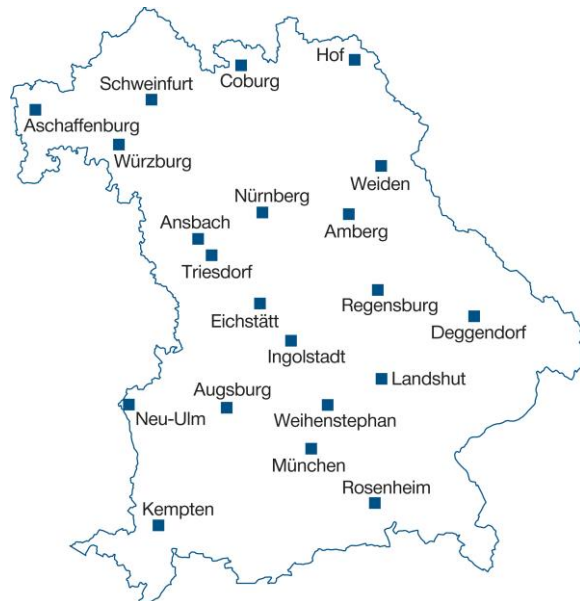 Hof
Coburg
Schweinfurt
Aschaffenburg
Würzburg
Weiden
Nürnberg
Amberg
Ansbach
Triesdorf
Regensburg
Eichstätt
Deggendorf
Ingolstadt
Landshut
Augsburg
Neu-Ulm
Weihenstephan
München
Rosenheim
Kempten